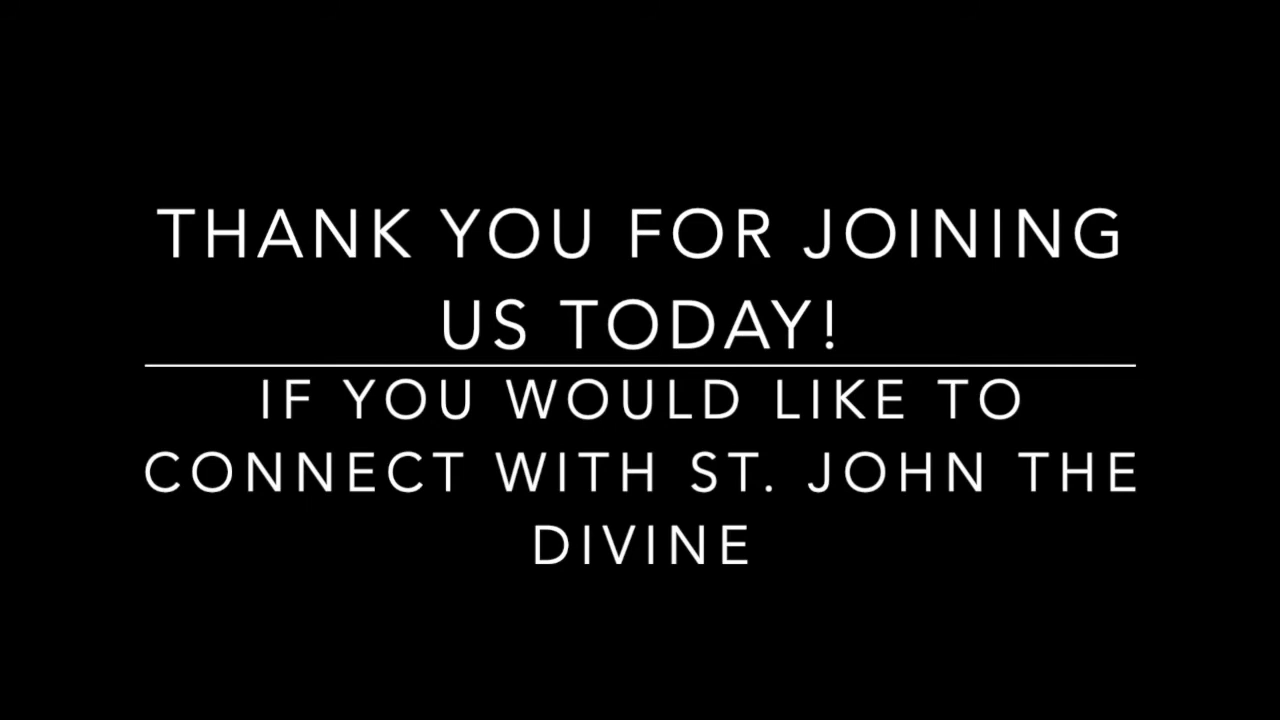 THANK YOU FOR JOINING
US TODAY!
IF YOU WOULD LIKE TO
CONNECT WITH ST. JOHN THE
DIVINE